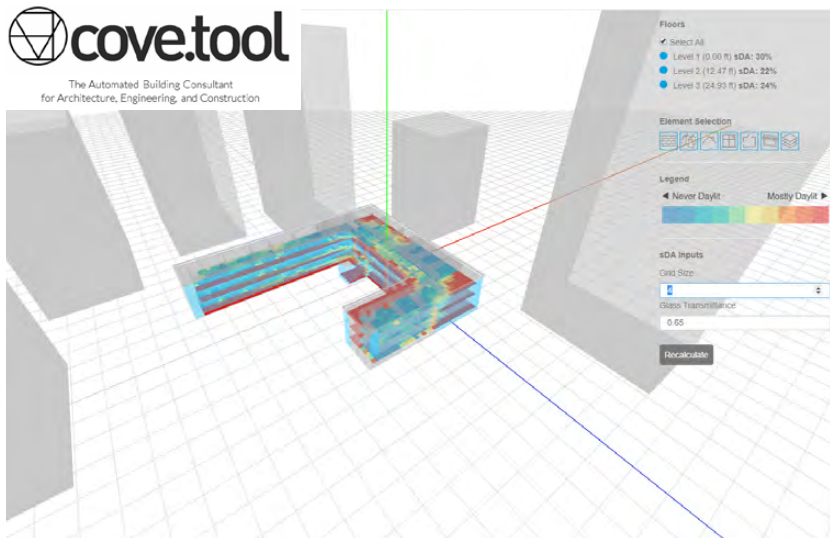 cove.tool
The Automated Building Consultant
for Architecture, Engineering, and Construction
Floors
Select All
Level 1 (0.00 ft) sDA: 20%
Level 2 (12.47 ft) sDA: 22%
Level 3 (24.93 ft) sDA: 24%
Element Selection
Legend
◀ Never Daylit Mostly Daylit ▶
sDA Inputs
Grid Size
4
Glass Transmittance
0.65
Recalculate